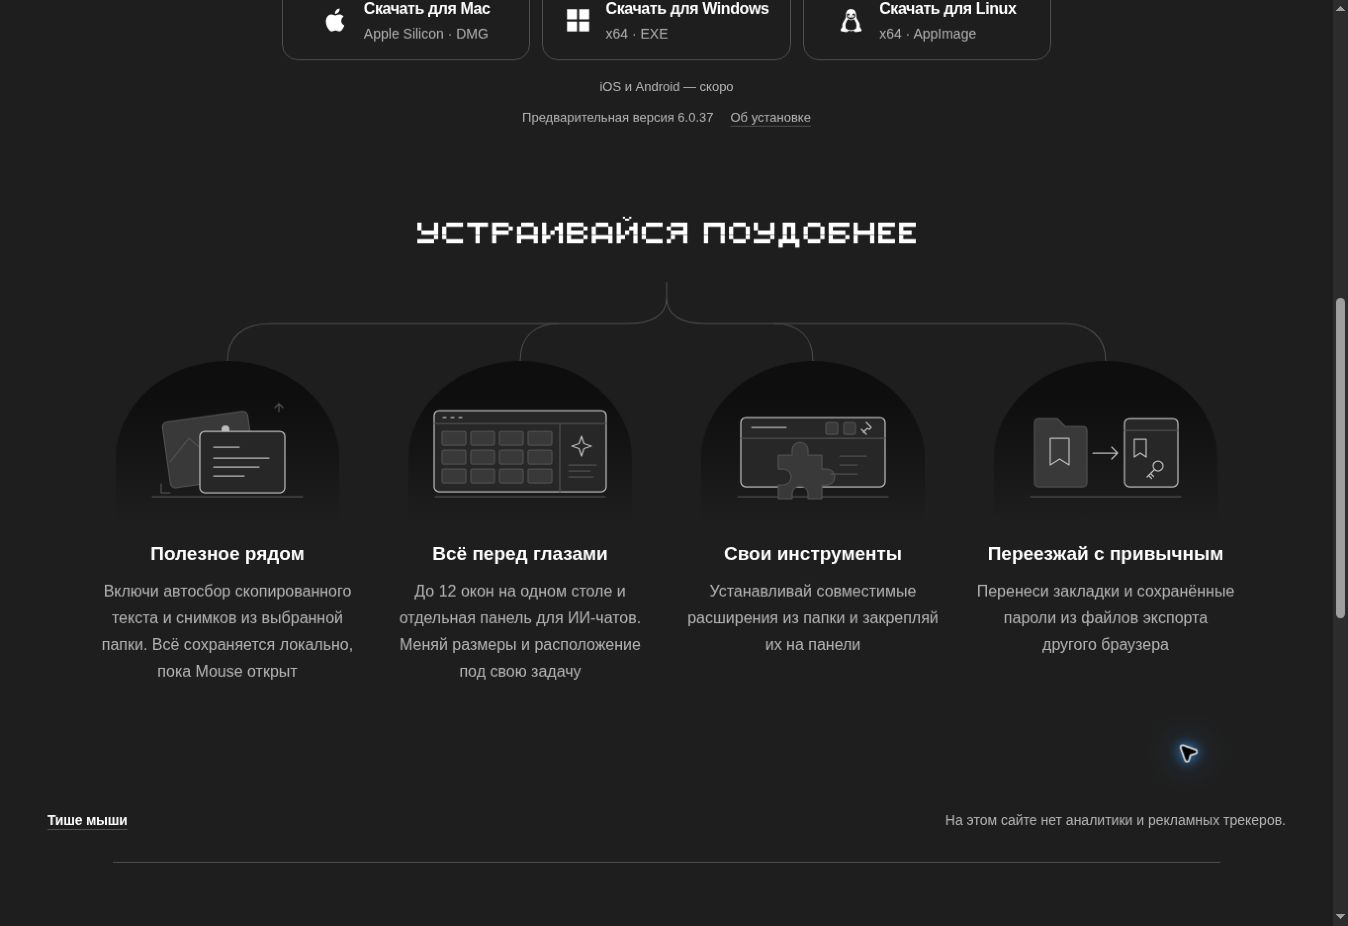 Скачать для Mac
Apple Silicon · DMG
Скачать для Windows
x64 · EXE
Скачать для Linux
x64 · AppImage
iOS и Android — скоро
Предварительная версия 6.0.37 Об установке
УСТРАИВАЙСЯ ПОУДОБНЕЕ
Полезное рядом
Включи автосбор скопированного
текста и снимков из выбранной
папки. Всё сохраняется локально,
пока Mouse открыт
Всё перед глазами
До 12 окон на одном столе и
отдельная панель для ИИ-чатов.
Меняй размеры и расположение
под свою задачу
Свои инструменты
Устанавливай совместимые
расширения из папки и закрепляй
их на панели
Переезжай с привычным
Перенеси закладки и сохранённые
пароли из файлов экспорта
другого браузера
Тише мыши
На этом сайте нет аналитики и рекламных трекеров.